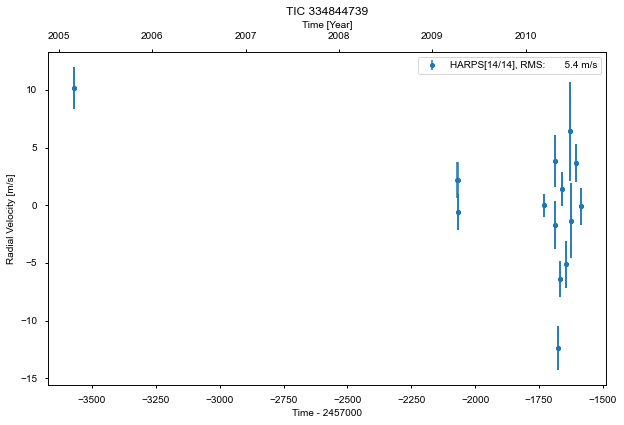 TIC 334844739
Time [Year]
2005 2006 2007 2008 2009 2010
HARPS[14/14], RMS: 5.4 m/s
10
5
0
−5
−10
−15
Radial Velocity [m/s]
−3500 −3250 −3000 −2750 −2500 −2250 −2000 −1750 −1500
Time - 2457000